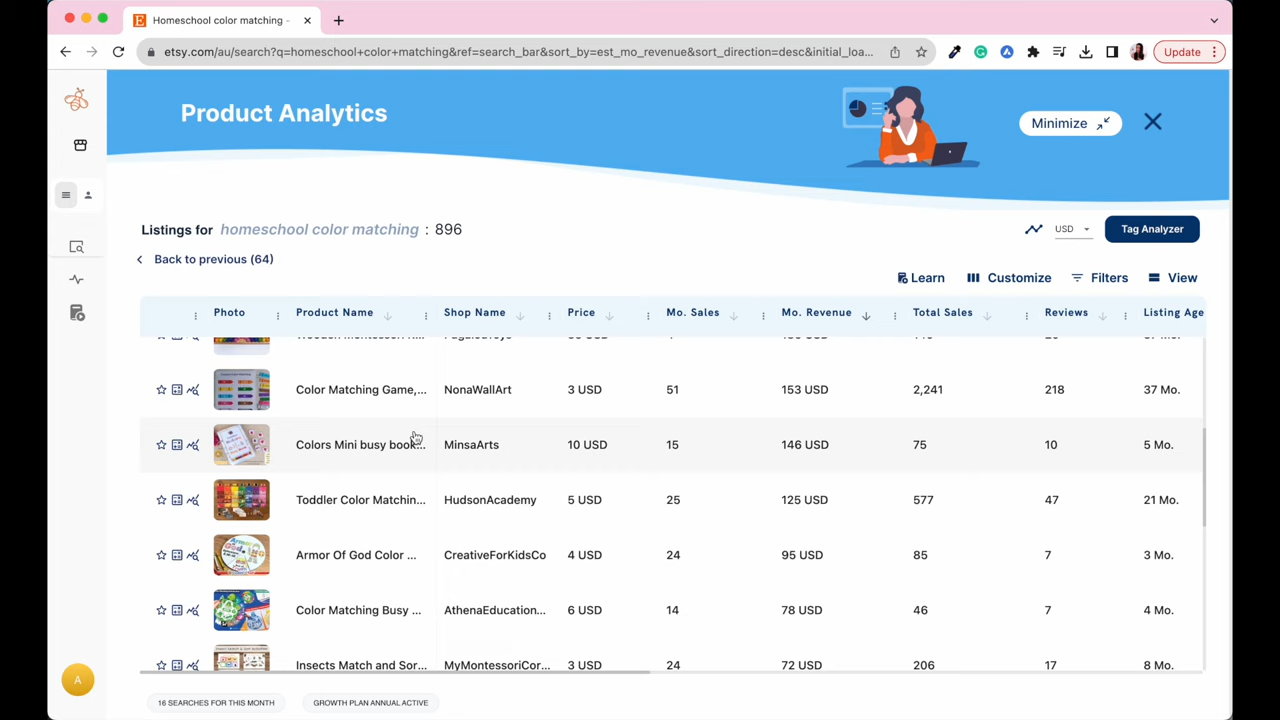 Homeschool color matching -
etsy.com/au/search?q=homeschool+color+matching&ref=search_bar&sort_by=est_mo_revenue&sort_direction=desc&initial_loa...
Update
Product Analytics
Minimize
Listings for homeschool color matching : 896
USD
Tag Analyzer
Back to previous (64)
Learn Customize Filters View
Photo Product Name Shop Name Price Mo. Sales Mo. Revenue Total Sales Reviews Listing Age
Color Matching Game,... NonaWallArt 3 USD 51 153 USD 2,241 218 37 Mo.
Colors Mini busy book... MinsaArts 10 USD 15 146 USD 75 10 5 Mo.
Toddler Color Matchin... HudsonAcademy 5 USD 25 125 USD 577 47 21 Mo.
Armor Of God Color ... CreativeForKidsCo 4 USD 24 95 USD 85 7 3 Mo.
Color Matching Busy ... AthenaEducation... 6 USD 14 78 USD 46 7 4 Mo.
Insects Match and Sor... MyMontessoriCor... 3 USD 24 72 USD 206 17 8 Mo.
A
16 SEARCHES FOR THIS MONTH
GROWTH PLAN ANNUAL ACTIVE